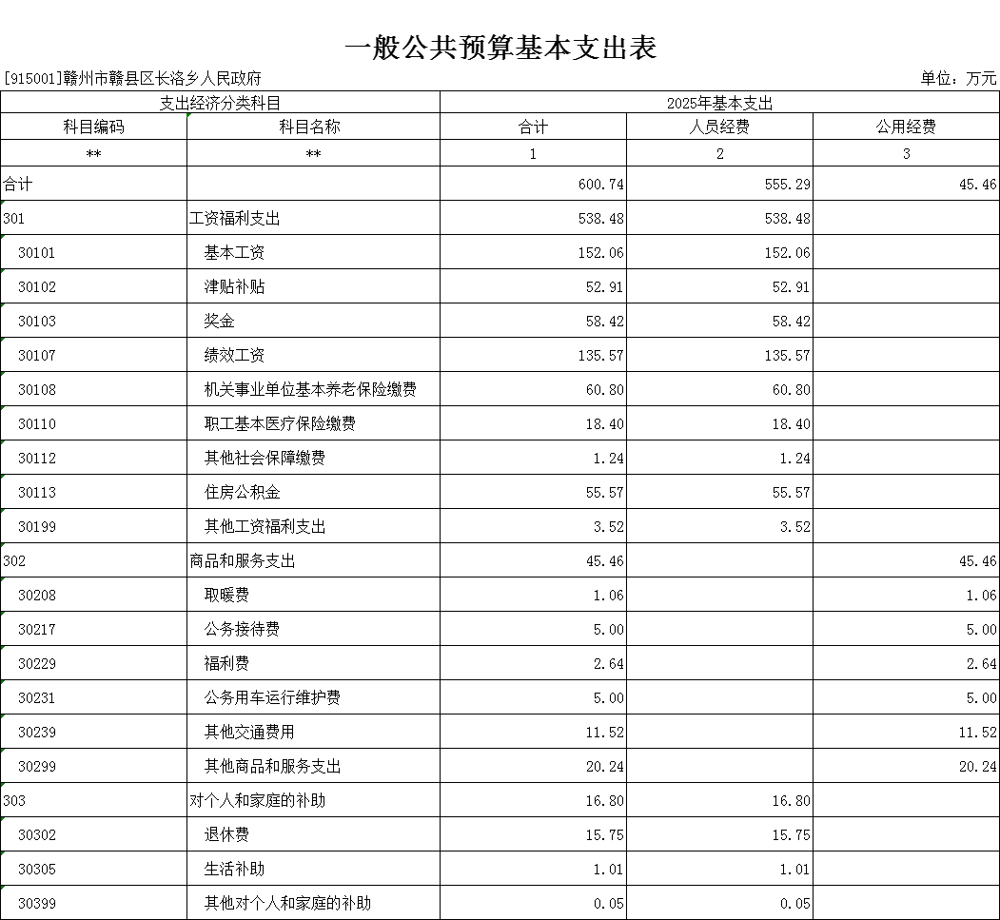 一般公共预算基本支出表
[915001]赣州市赣县区长洛乡人民政府 单位：万元
支出经济分类科目 2025年基本支出
科目编码 科目名称 合计 人员经费 公用经费
** ** 1 2 3
合计 600.74 555.29 45.46
301 工资福利支出 538.48 538.48
30101 基本工资 152.06 152.06
30102 津贴补贴 52.91 52.91
30103 奖金 58.42 58.42
30107 绩效工资 135.57 135.57
30108 机关事业单位基本养老保险缴费 60.80 60.80
30110 职工基本医疗保险缴费 18.40 18.40
30112 其他社会保障缴费 1.24 1.24
30113 住房公积金 55.57 55.57
30199 其他工资福利支出 3.52 3.52
302 商品和服务支出 45.46 45.46
30208 取暖费 1.06 1.06
30217 公务接待费 5.00 5.00
30229 福利费 2.64 2.64
30231 公务用车运行维护费 5.00 5.00
30239 其他交通费用 11.52 11.52
30299 其他商品和服务支出 20.24 20.24
303 对个人和家庭的补助 16.80 16.80
30302 退休费 15.75 15.75
30305 生活补助 1.01 1.01
30399 其他对个人和家庭的补助 0.05 0.05